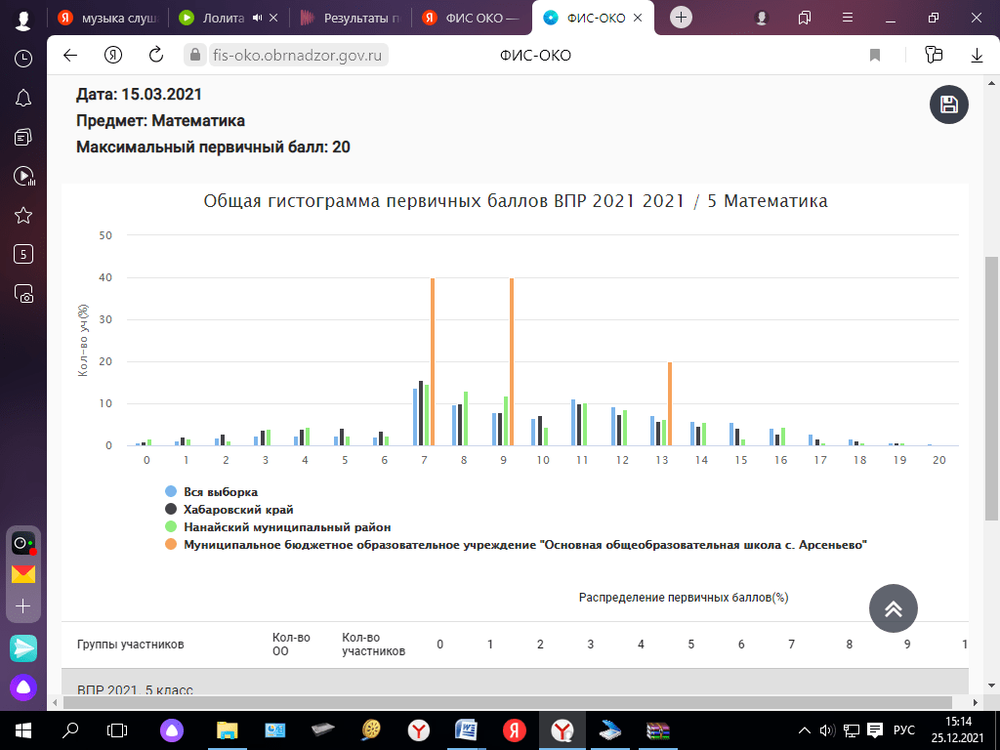 музыка слуш
Лолита
Результаты п
ФИС ОКО —
ФИС-ОКО
fis-oko.obrnadzor.gov.ru
ФИС-ОКО
5
Дата: 15.03.2021
Предмет: Математика
Максимальный первичный балл: 20
Общая гистограмма первичных баллов ВПР 2021 2021 / 5 Математика
Кол-во уч(%)
50
40
30
20
10
0
0 1 2 3 4 5 6 7 8 9 10 11 12 13 14 15 16 17 18 19 20
Вся выборка
Хабаровский край
Нанайский муниципальный район
Муниципальное бюджетное образовательное учреждение "Основная общеобразовательная школа с. Арсеньево"
Распределение первичных баллов(%)
Группы участников Кол-во ОО Кол-во участников 0 1 2 3 4 5 6 7 8 9 1
ВПР 2021. 5 класс
РУС
15:14
25.12.2021